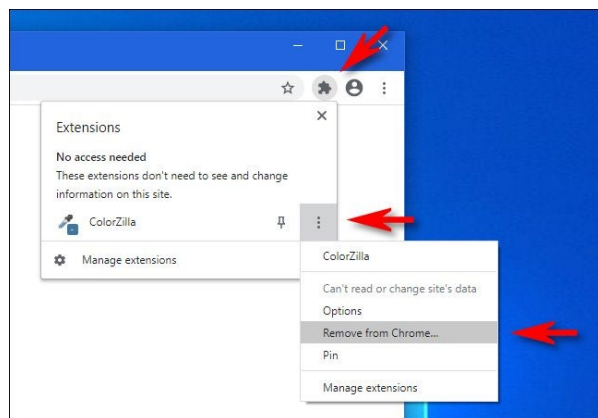 Extensions
No access needed
These extensions don't need to see and change
information on this site.
ColorZilla
Manage extensions
ColorZilla
Can't read or change site's data
Options
Remove from Chrome...
Pin
Manage extensions